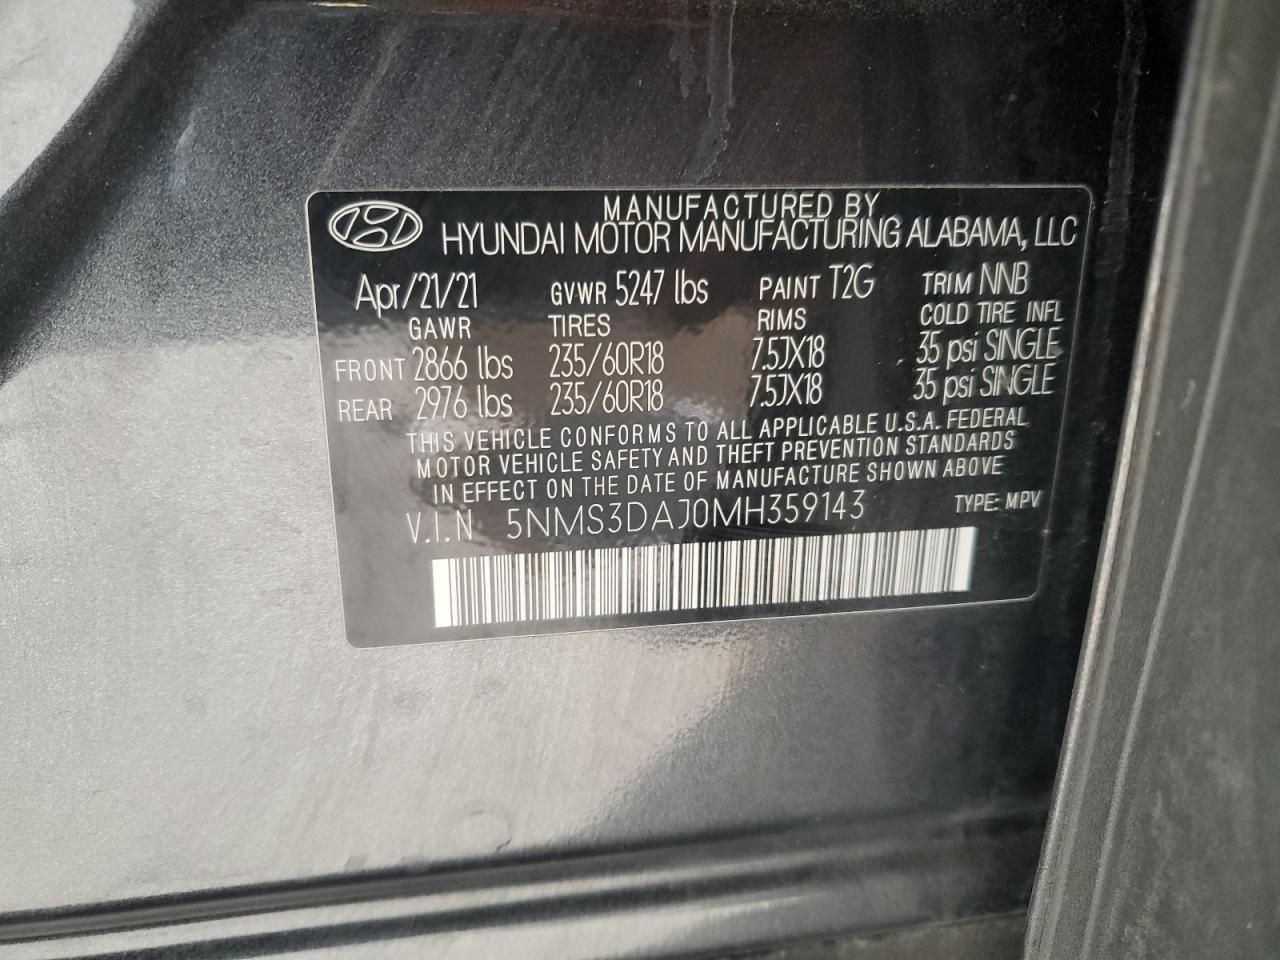 MANUFACTURED BY
HYUNDAI MOTOR MANUFACTURING ALABAMA, LLC
Apr/21/21 GVWR 5247 lbs PAINT T2G TRIM NNB
GAWR TIRES RIMS COLD TIRE INFL
FRONT 2866 lbs 235/60R18 7.5JX18 35 psi SINGLE
REAR 2976 lbs 235/60R18 7.5JX18 35 psi SINGLE
THIS VEHICLE CONFORMS TO ALL APPLICABLE U.S.A. FEDERAL
MOTOR VEHICLE SAFETY AND THEFT PREVENTION STANDARDS
IN EFFECT ON THE DATE OF MANUFACTURE SHOWN ABOVE
V.I.N 5NMS3DAJ0MH359143 TYPE: MPV